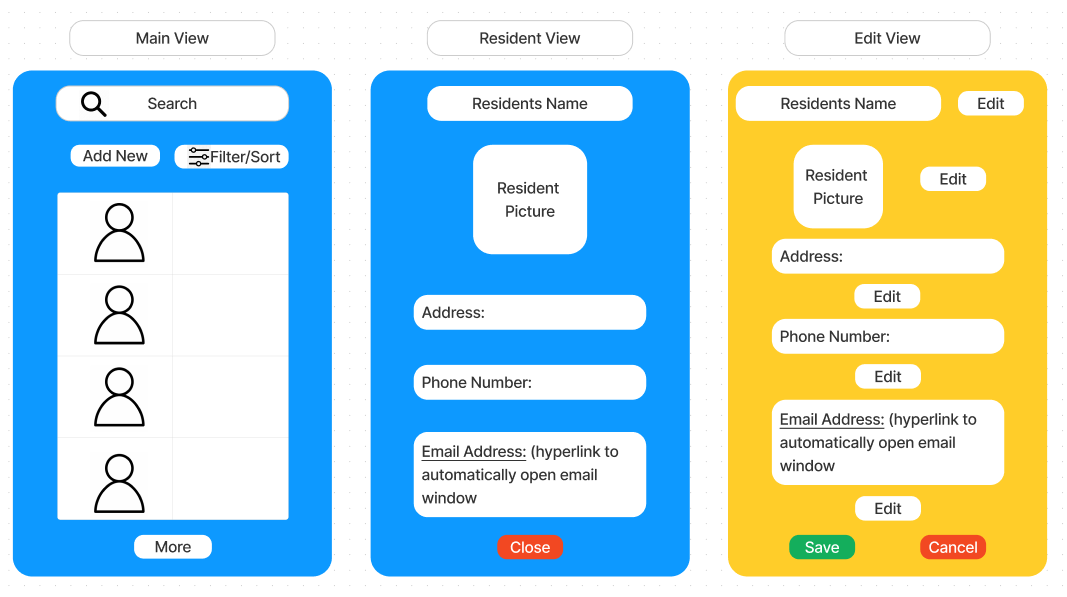 Main View
Search
Add New
Filter/Sort
More
Resident View
Residents Name
Resident
Picture
Address:
Phone Number:
Email Address: (hyperlink to
automatically open email
window
Close
Edit View
Residents Name
Edit
Resident
Picture
Edit
Address:
Edit
Phone Number:
Edit
Email Address: (hyperlink to
automatically open email
window
Edit
Save
Cancel